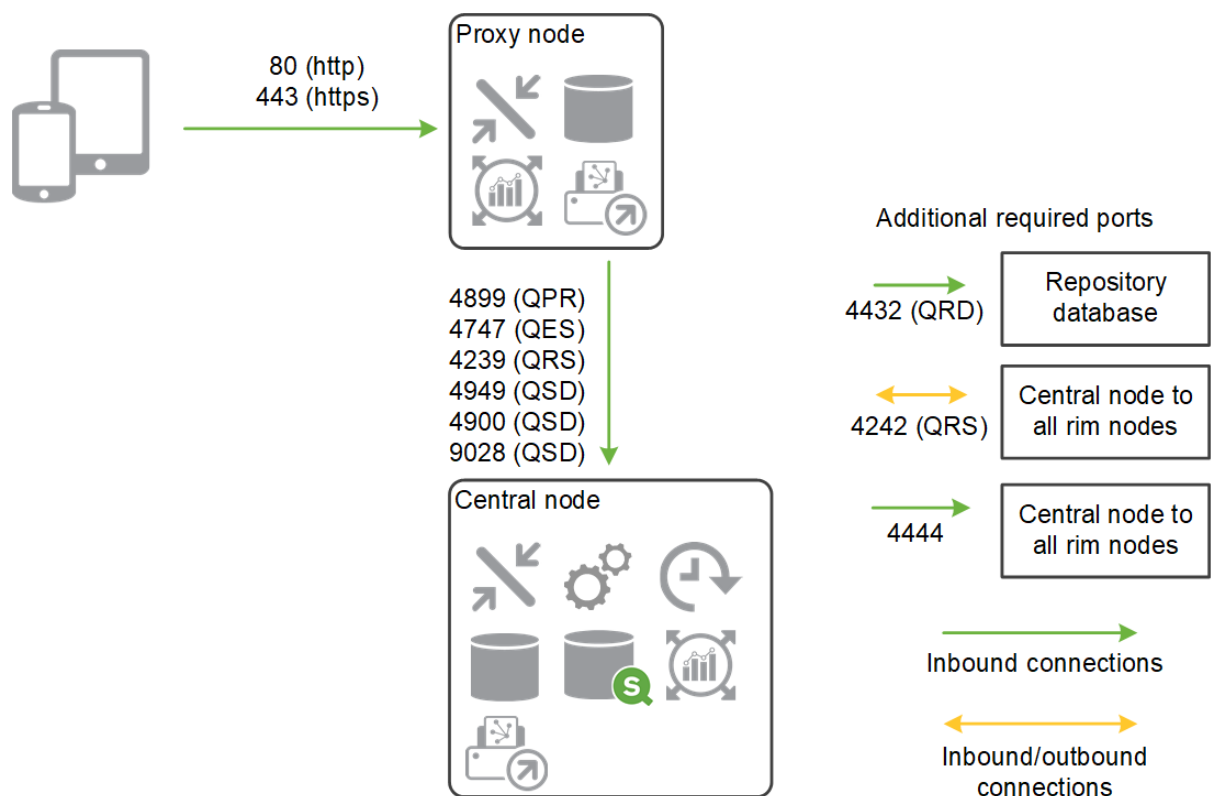 Proxy node
80 (http)
443 (https)
4899 (QPR)
4747 (QES)
4239 (QRS)
4949 (QSD)
4900 (QSD)
9028 (QSD)
Central node
S
Additional required ports
4432 (QRD)
Repository
database
4242 (QRS)
Central node to
all rim nodes
4444
Central node to
all rim nodes
Inbound connections
Inbound/outbound
connections